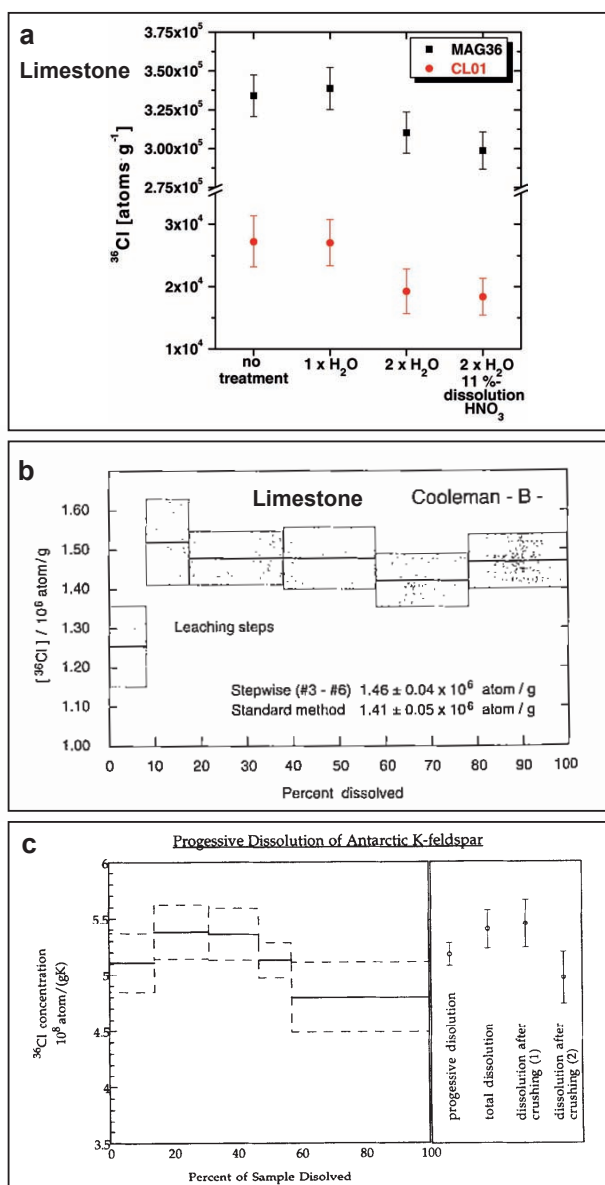 a
Limestone
3.75x10⁵
3.50x10⁵
3.25x10⁵
3.00x10⁵
2.75x10⁵
3x10⁴
2x10⁴
1x10⁴
³⁶Cl [atoms·g⁻¹]
MAG36
CL01
no
treatment
1 x H₂O
2 x H₂O
2 x H₂O
11 %-
dissolution
HNO₃
b
Limestone
Cooleman - B -
1.60
1.50
1.40
1.30
1.20
1.10
1.00
[³⁶Cl] / 10⁶ atom/g
Leaching steps
Stepwise (#3 - #6) 1.46 ± 0.04 x 10⁶ atom / g
Standard method 1.41 ± 0.05 x 10⁶ atom / g
0 10 20 30 40 50 60 70 80 90 100
Percent dissolved
c
Progessive Dissolution of Antarctic K-feldspar
6
5.5
5
4.5
4
3.5
³⁶Cl concentration
10⁸ atom/(gK)
0 20 40 60 80 100
Percent of Sample Disolved
progessive disolution
total dissolution
dissolution after
crushing (1)
dissolution after
crushing (2)